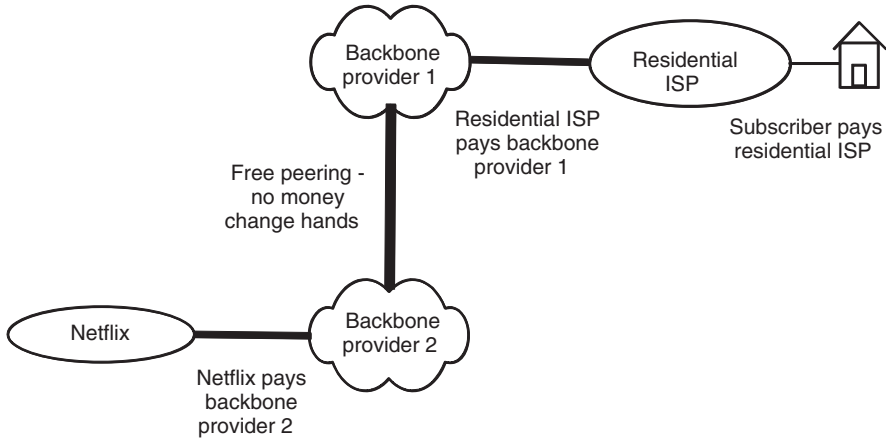 Backbone
provider 1
Residential
ISP
Residential ISP
pays backbone
provider 1
Subscriber pays
residential ISP
Free peering -
no money
change hands
Netflix
Backbone
provider 2
Netflix pays
backbone
provider 2